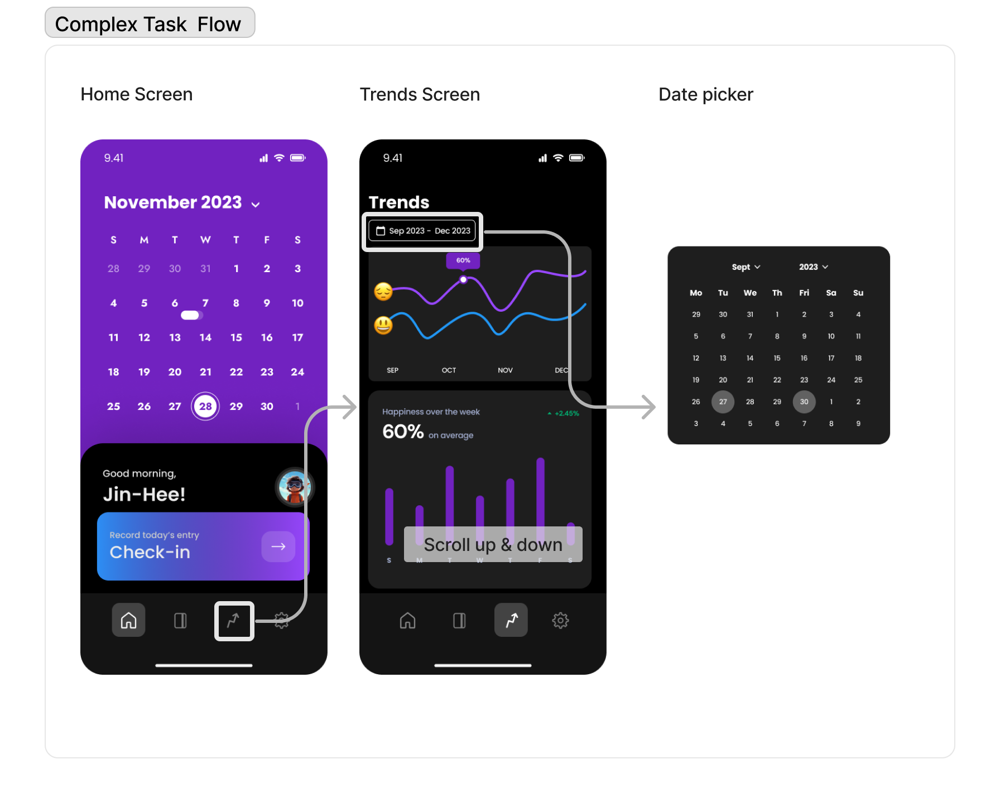 Complex Task Flow
Home Screen
Trends Screen
Date picker
9.41
November 2023
S M T W T F S
28 29 30 31 1 2 3
4 5 6 7 8 9 10
11 12 13 14 15 16 17
18 19 20 21 22 23 24
25 26 27 28 29 30 1
Good morning,
Jin-Hee!
Record today's entry
Check-in
9.41
Trends
Sep 2023 - Dec 2023
60%
SEP OCT NOV DEC
Happiness over the week
+2.45%
60% on average
Scroll up & down
S M T W T F S
Sept 2023
Mo Tu We Th Fri Sa Su
29 30 31 1 2 3 4
5 6 7 8 9 10 11
12 13 14 15 16 17 18
19 20 21 22 23 24 25
26 27 28 29 30 1 2
3 4 5 6 7 8 9